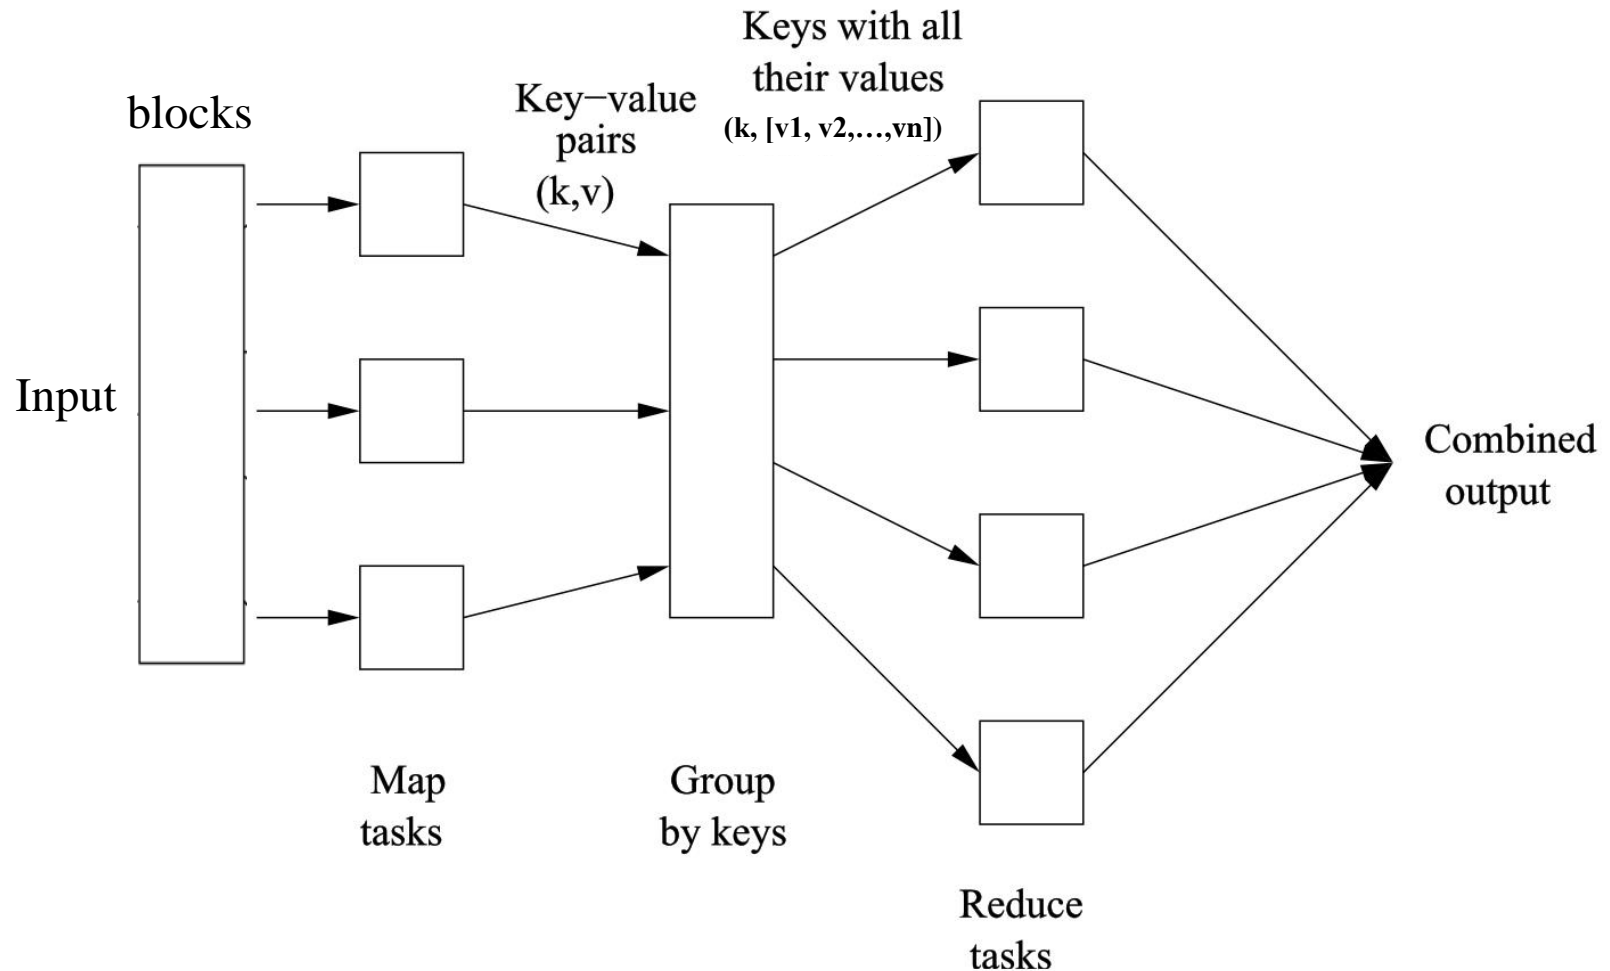 blocks
Input
Key−value
pairs
(k,v)
Keys with all
their values
(k, [v1, v2,…,vn])
Combined
output
Map
tasks
Group
by keys
Reduce
tasks